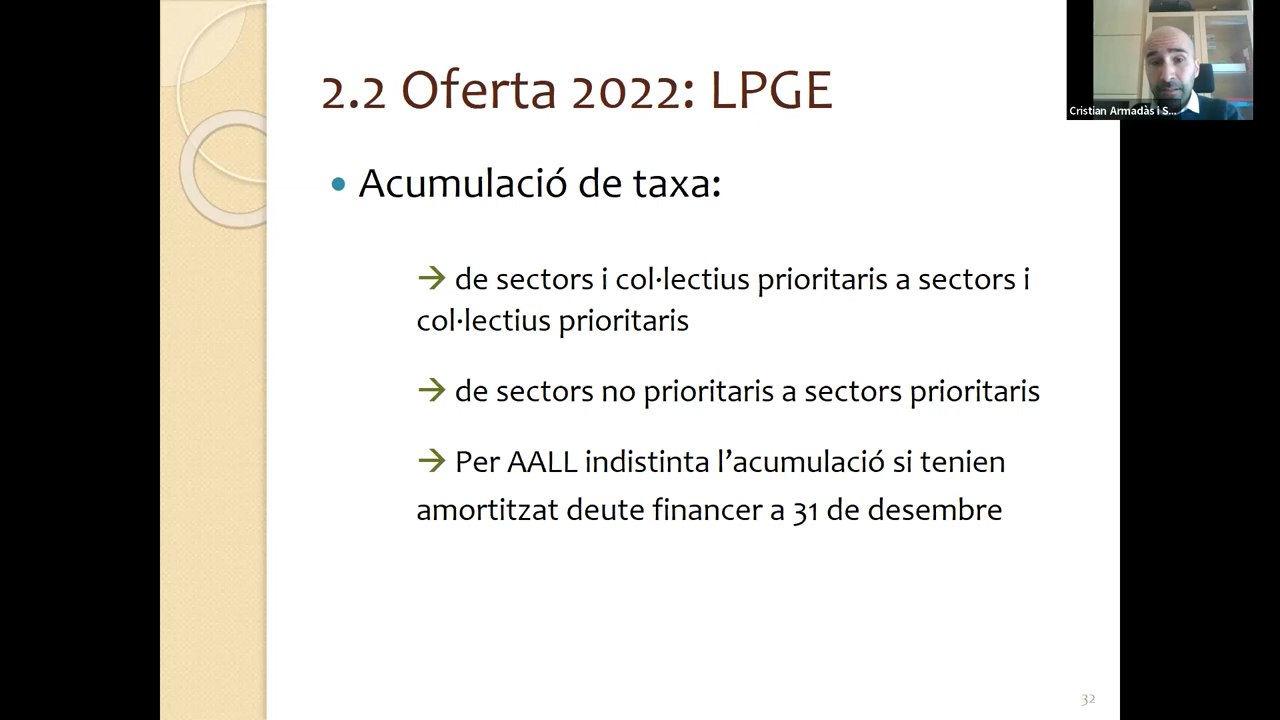 2.2 Oferta 2022: LPGE
Cristian Armadàs i S...
• Acumulació de taxa:
→ de sectors i col·lectius prioritaris a sectors i
col·lectius prioritaris
→ de sectors no prioritaris a sectors prioritaris
→ Per AALL indistinta l’acumulació si tenien
amortitzat deute financer a 31 de desembre
32